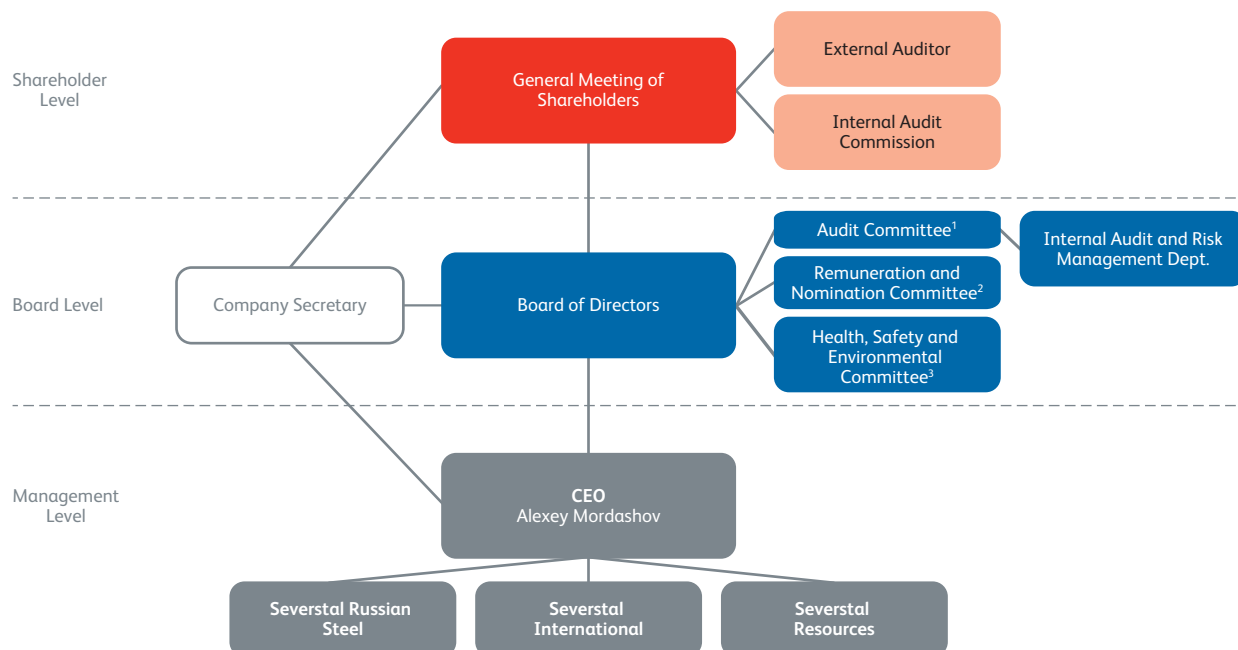 Shareholder
Level
General Meeting of
Shareholders
External Auditor
Internal Audit
Commission
Board Level
Company Secretary
Board of Directors
Audit Committee¹
Internal Audit and Risk
Management Dept.
Remuneration and
Nomination Committee²
Health, Safety and
Environmental
Committee³
Management
Level
CEO
Alexey Mordashov
Severstal Russian
Steel
Severstal
International
Severstal
Resources